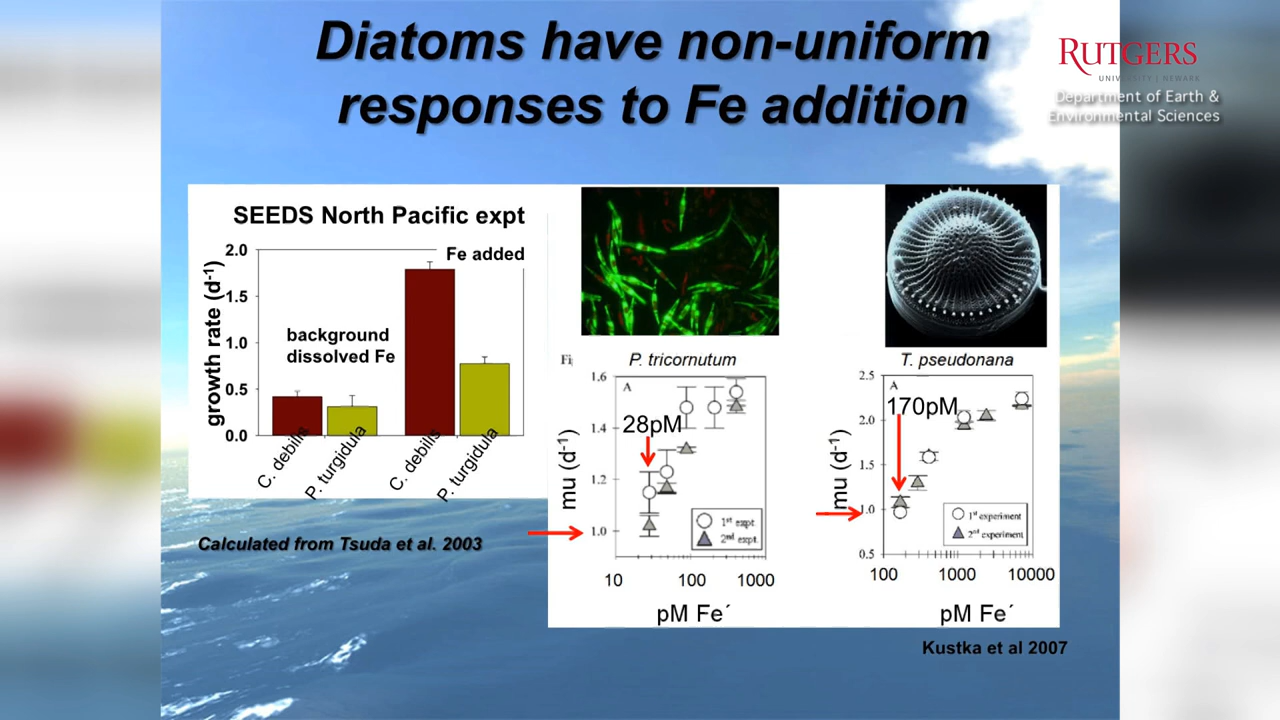 Diatoms have non-uniform
responses to Fe addition
RUTGERS
UNIVERSITY | NEWARK
Department of Earth &
Environmental Sciences
SEEDS North Pacific expt
Fe added
background
dissolved Fe
growth rate (d-1)
2.0
1.5
1.0
0.5
0.0
C. debilis
P. turgidula
C. debilis
P. turgidula
Calculated from Tsuda et al. 2003
P. tricornutum
A
28pM
mu (d-1)
1.6
1.4
1.2
1.0
1st expt.
2nd expt.
10 100 1000
pM Fe´
T. pseudonana
A
170pM
mu (d-1)
2.5
2.0
1.5
1.0
0.5
1st experiment
2nd experiment
100 1000 10000
pM Fe´
Kustka et al 2007